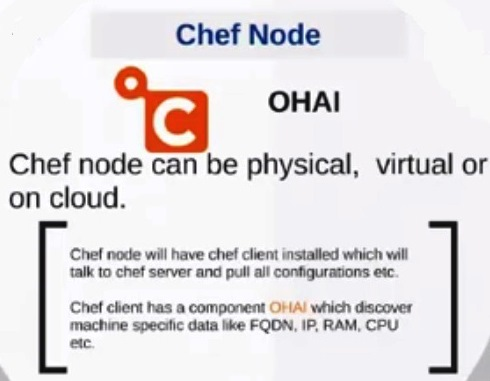 Chef Node
C
OHAI
Chef node can be physical, virtual or
on cloud.
Chef node will have chef client installed which will
talk to chef server and pull all configurations etc.
Chef client has a component OHAI which discover
machine specific data like FQDN, IP, RAM, CPU
etc.